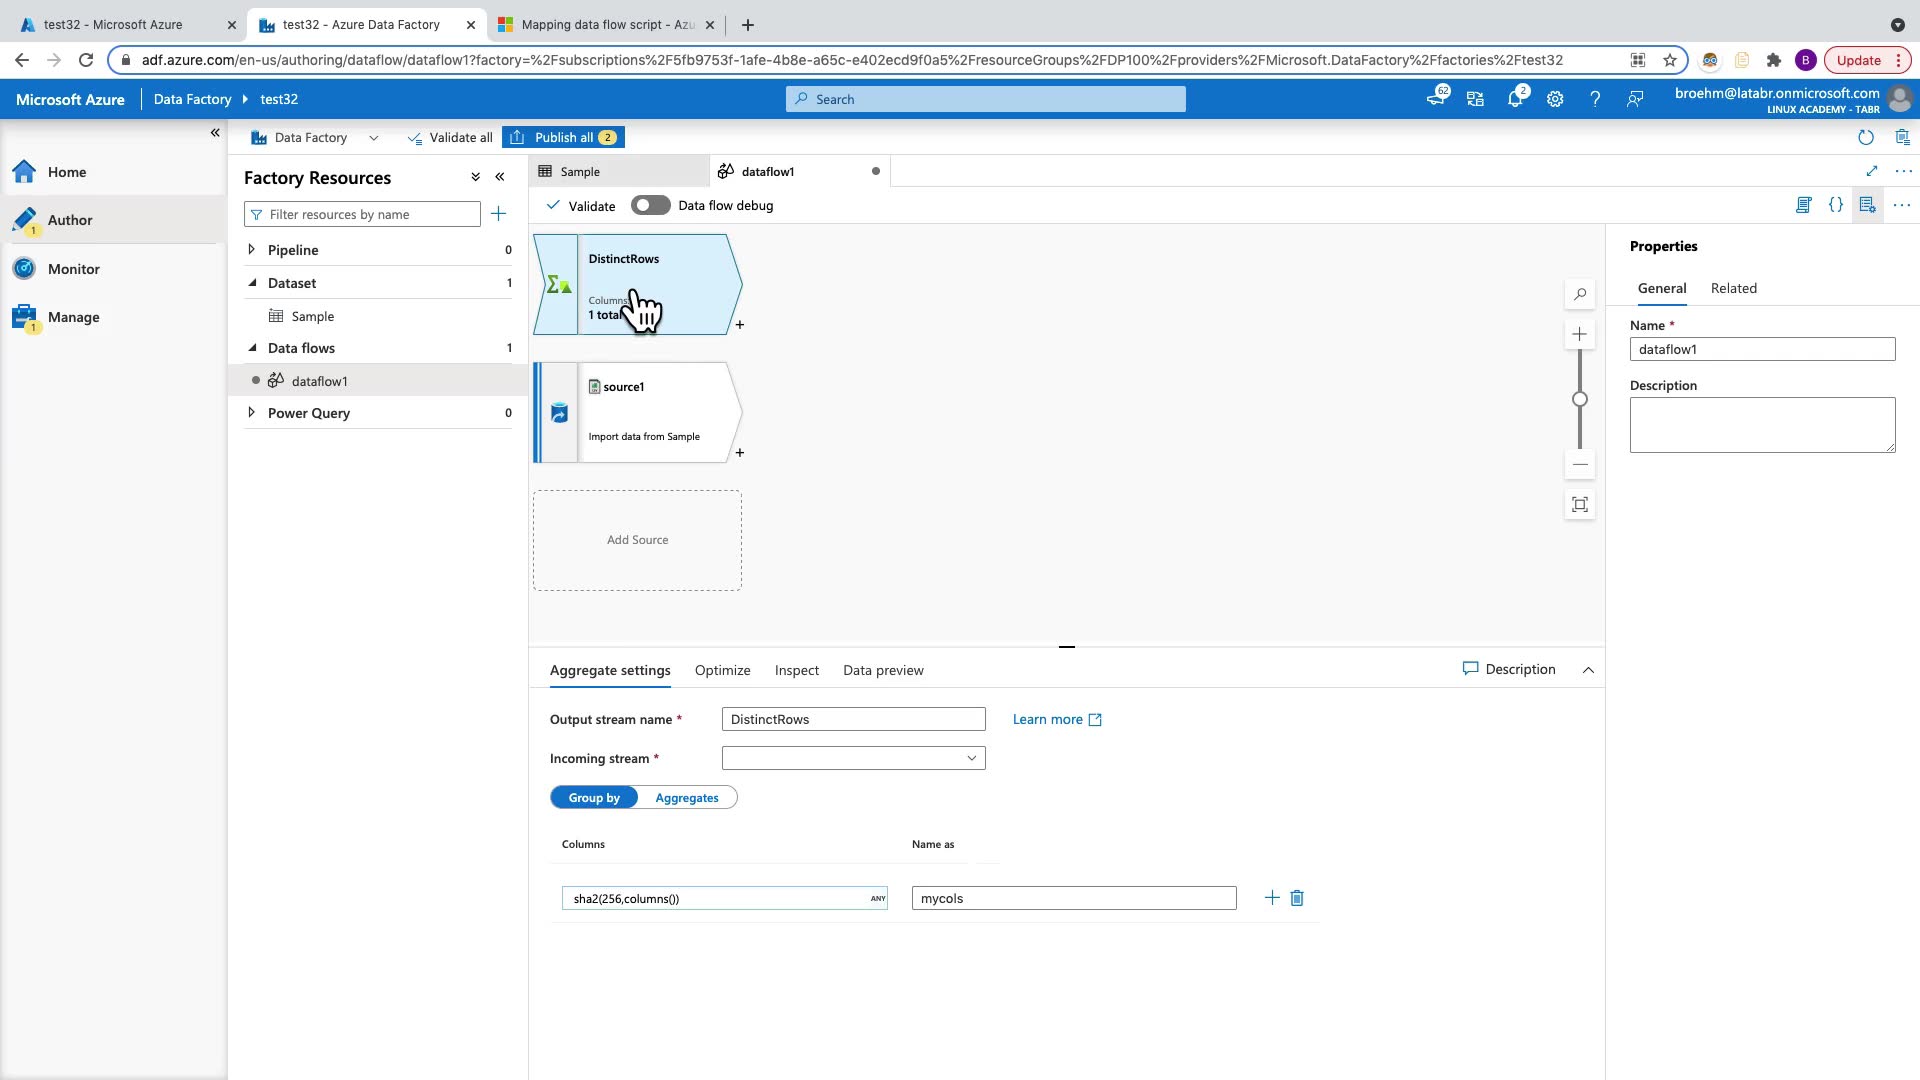 test32 - Microsoft Azure
test32 - Azure Data Factory
Mapping data flow script - Azu
adf.azure.com/en-us/authoring/dataflow/dataflow1?factory=%2Fsubscriptions%2F5fb9753f-1afe-4b8e-a65c-e402ecd9f0a5%2FresourceGroups%2FDP100%2Fproviders%2FMicrosoft.DataFactory%2Ffactories%2Ftest32
B
Update
Microsoft Azure
Data Factory
test32
Search
62
2
broehm@latabr.onmicrosoft.com
LINUX ACADEMY - TABR
Home
Author
1
Monitor
Manage
1
Data Factory
Validate all
Publish all 2
Factory Resources
Filter resources by name
Pipeline 0
Dataset 1
Sample
Data flows 1
dataflow1
Power Query 0
Sample
dataflow1
Validate
Data flow debug
DistinctRows
Columns
1 total
source1
Import data from Sample
Add Source
Properties
General
Related
Name *
dataflow1
Description
Aggregate settings
Optimize
Inspect
Data preview
Description
Output stream name *
DistinctRows
Learn more
Incoming stream *
Group by
Aggregates
Columns
Name as
sha2(256,columns())
ANY
mycols